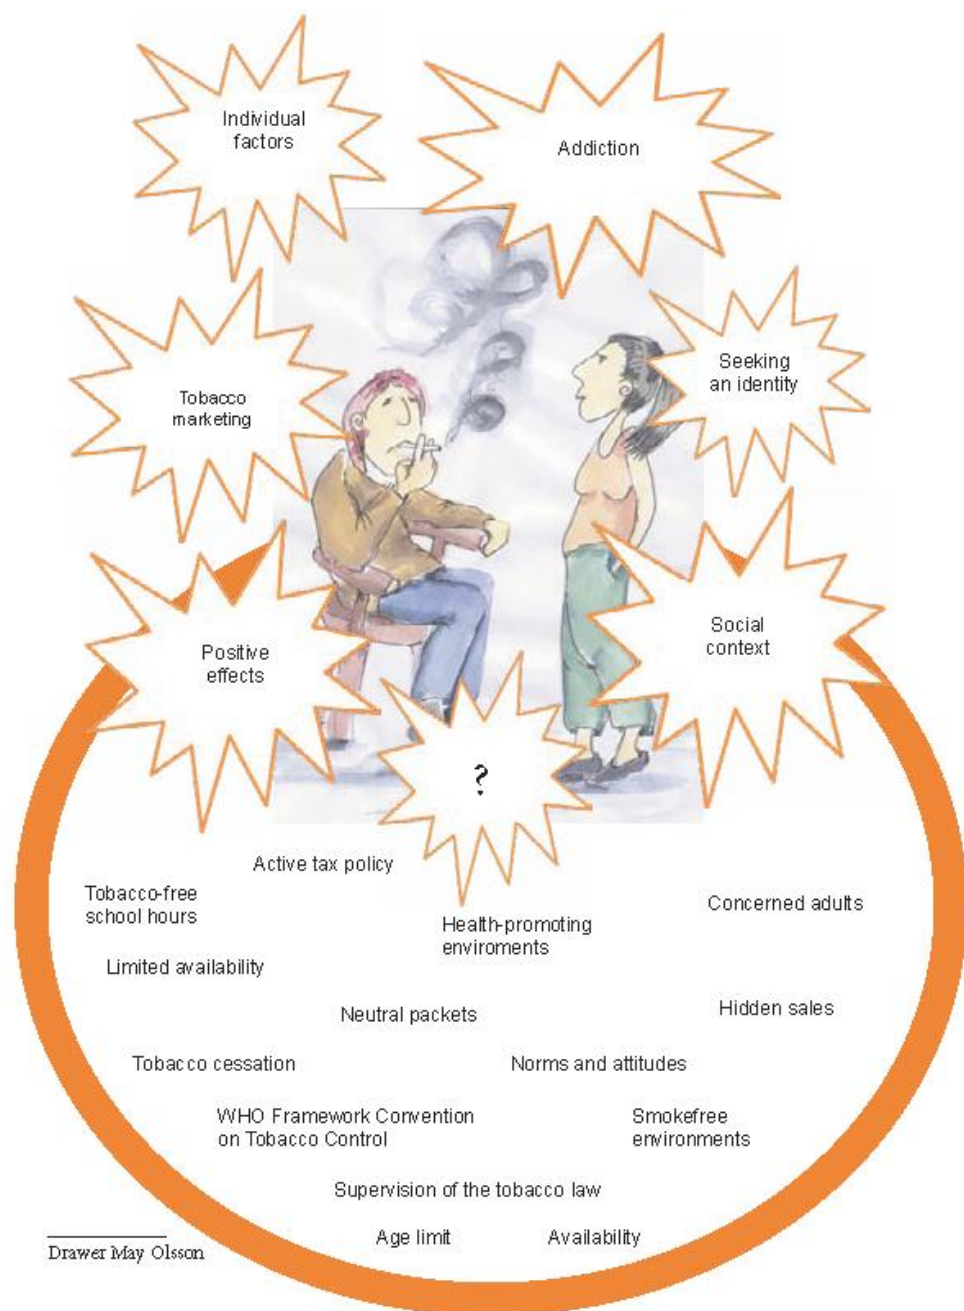 Individual
factors
Addiction
Tobacco
marketing
Seeking
an identity
Positive
effects
Social
context
?
Active tax policy
Tobacco-free
school hours
Health-promoting
enviroments
Concerned adults
Limited availability
Neutral packets
Hidden sales
Tobacco cessation
Norms and attitudes
WHO Framework Convention
on Tobacco Control
Smokefree
environments
Supervision of the tobacco law
Age limit
Availability
Drawer May Olsson